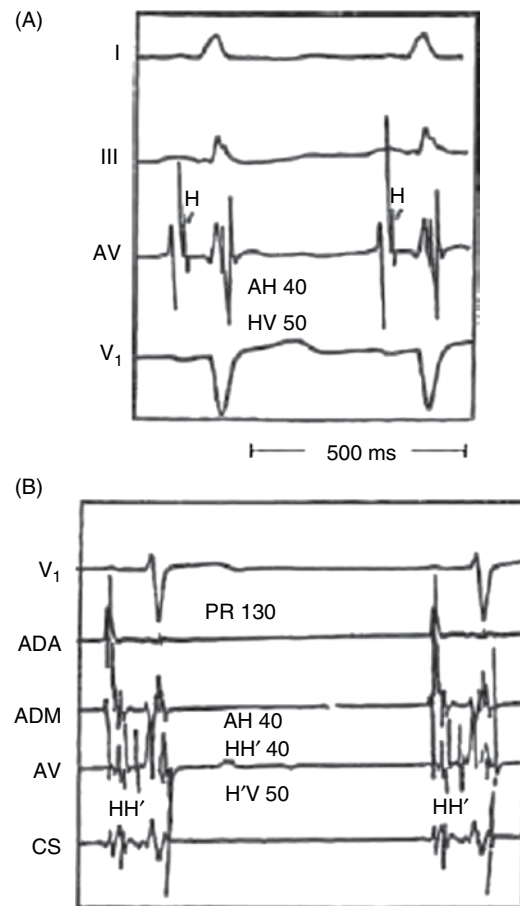 (A)
I
III
H H
AV
AH 40
HV 50
V1
500 ms
(B)
V1
PR 130
ADA
ADM
AH 40
HH′ 40
AV
H′V 50
HH′ HH′
CS